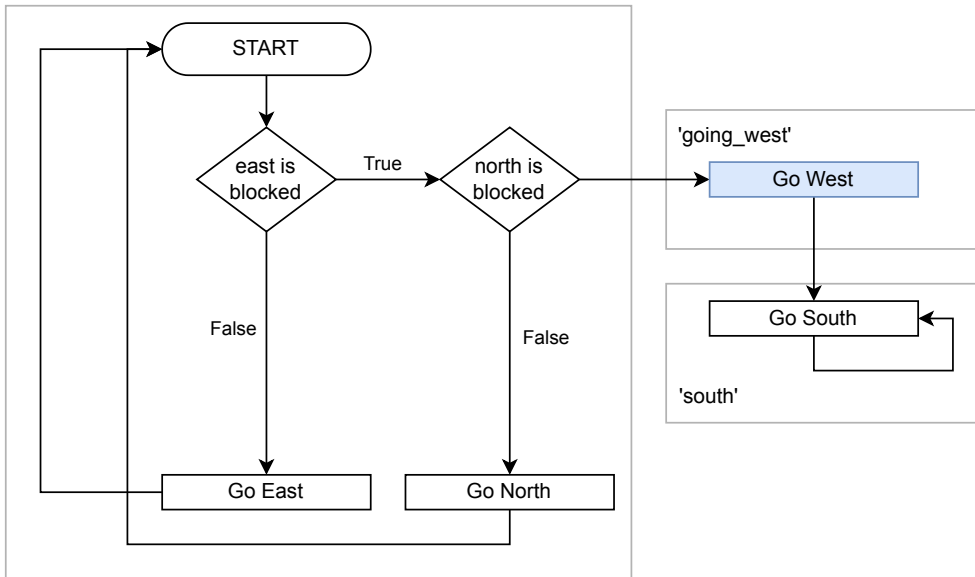 START
east is
blocked
True
north is
blocked
'going_west'
Go West
Go South
False
False
'south'
Go East
Go North